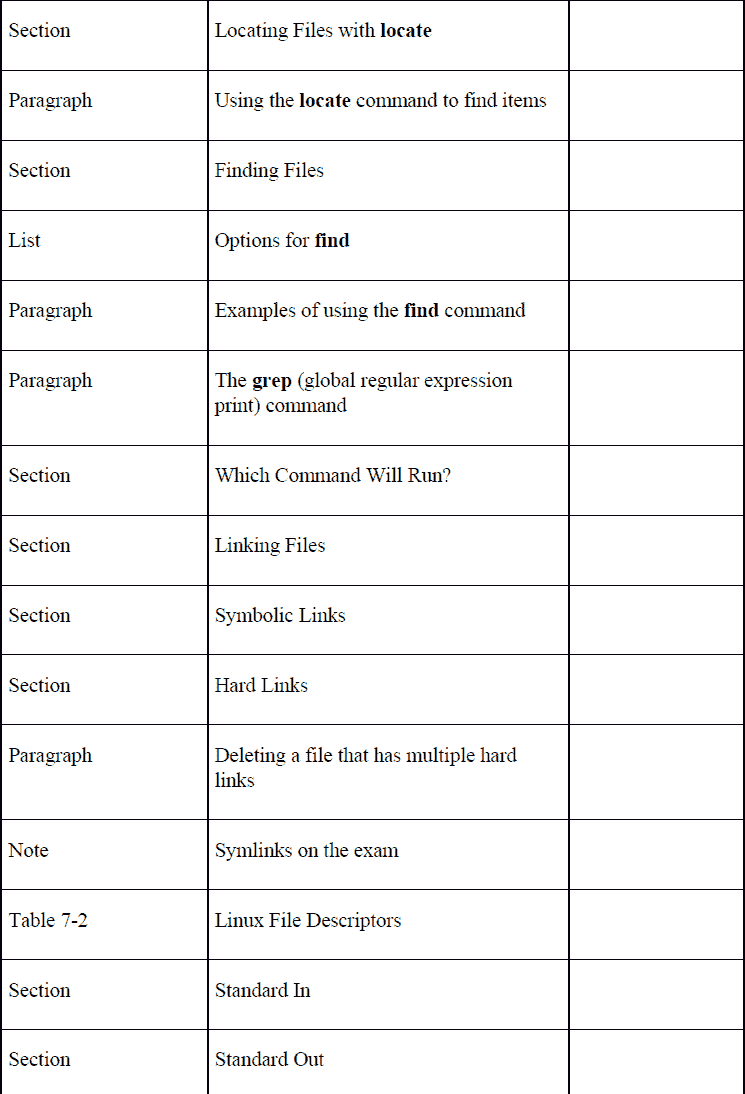 Section Locating Files with locate
Paragraph Using the locate command to find items
Section Finding Files
List Options for find
Paragraph Examples of using the find command
Paragraph The grep (global regular expression
print) command
Section Which Command Will Run?
Section Linking Files
Section Symbolic Links
Section Hard Links
Paragraph Deleting a file that has multiple hard
links
Note Symlinks on the exam
Table 7-2 Linux File Descriptors
Section Standard In
Section Standard Out